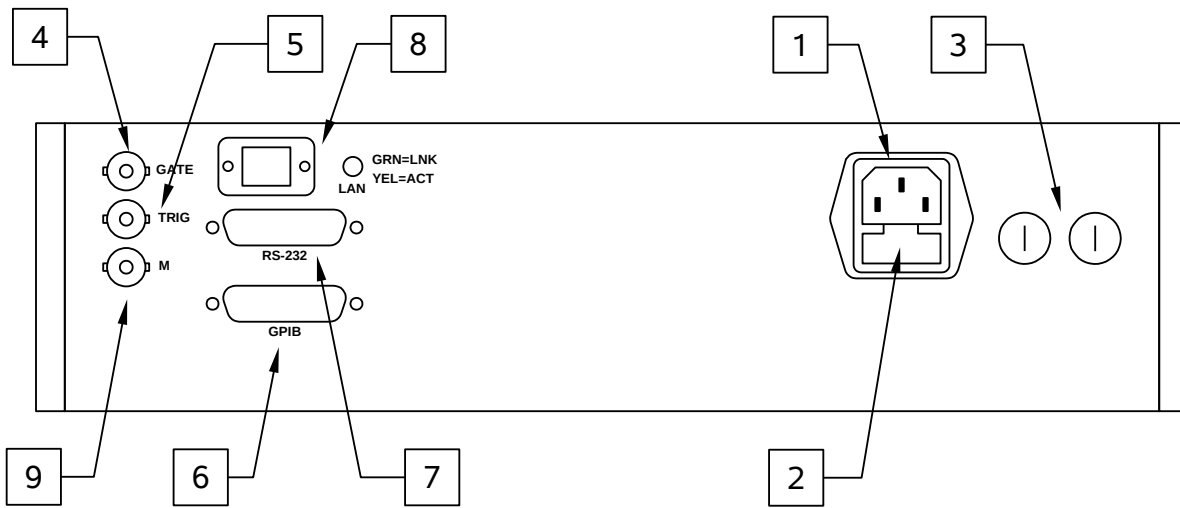 4
5
8
1
3
GATE
GRN=LNK
YEL=ACT
LAN
TRIG
RS-232
M
GPIB
9
6
7
2